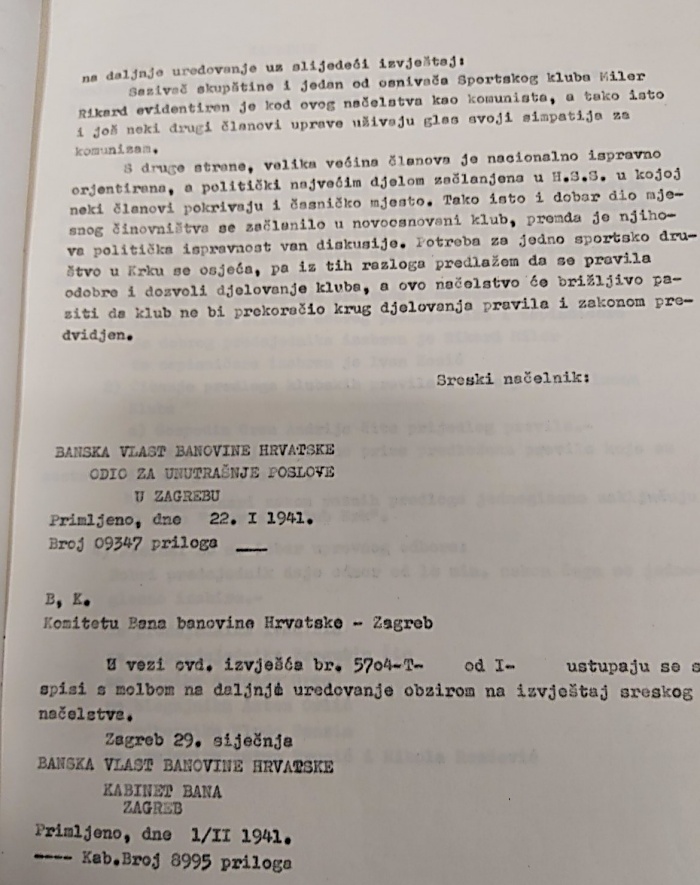 na daljnje uredovanje uz slijedeći izvještaj:
Sazivač skupštine i jedan od osnivača Sportskog kluba Miler
Rikard evidentiran je kod ovog načelstva kao komunista, a tako isto
i još neki drugi članovi uprave uživaju glas svoji simpatija za
komunizam.
S druge strane, velika većina članova je nacionalno ispravno
orjentirana, a politički najvećim djelom začlanjena u H.S.S. u kojoj
neki članovi pokrivaju i časničko mjesto. Tako isto i dobar dio mje-
snog činovništva se začlanilo u novoosnovani klub, premda je njiho-
va politička ispravnost van diskusije. Potreba za jedno sportsko dru-
štvo u Krku se osjeća, pa iz tih razloga predlažem da se pravila
odobre i dozvoli djelovanje kluba, a ovo načelstvo će brižljivo pa-
ziti da klub ne bi prekoračio krug djelovanja pravila i zakonom pre-
dvidjen.
Sreski načelnik:
BANSKA VLAST BANOVINE HRVATSKE
ODIO ZA UNUTRAŠNJE POSLOVE
U ZAGREBU
Primljeno, dne 22. I 1941.
Broj 09347 priloga ___
B, K.
Komitetu Bana banovine Hrvatske - Zagreb
U vezi ovd. izvješća br. 57o4-T- od I- ustupaju se s
spisi s molbom na daljnje uredovanje obzirom na izvještaj sreskog
načelstva.
Zagreb 29. siječnja
BANSKA VLAST BANOVINE HRVATSKE
KABINET BANA
ZAGREB
Primljeno, dne 1/II 1941.
---- Kab.Broj 8995 priloga